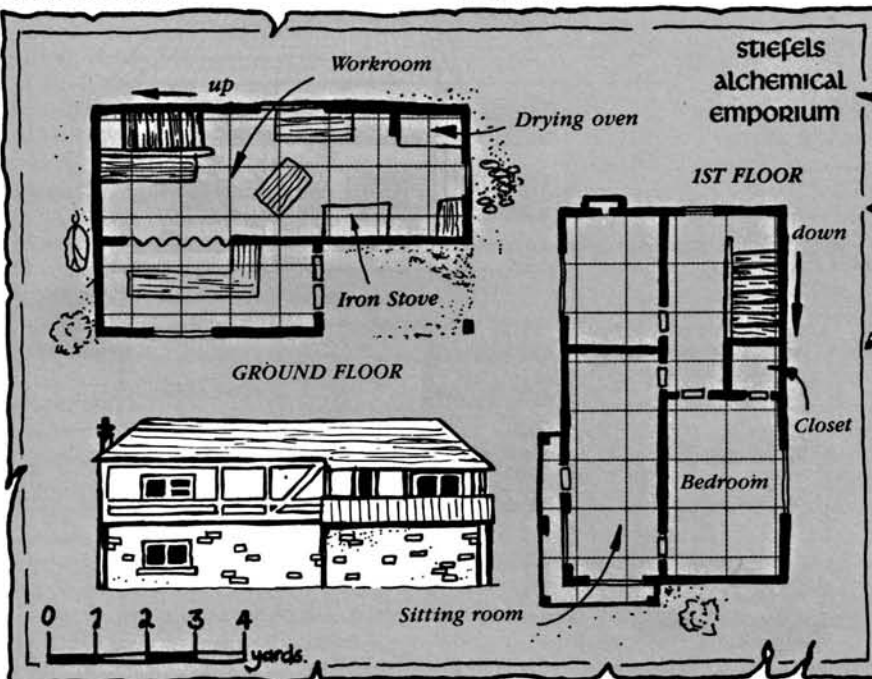 stiefels
alchemical
emporium
Workroom
up
Drying oven
Iron Stove
GROUND FLOOR
1ST FLOOR
down
Closet
Bedroom
Sitting room
0 1 2 3 4
yards.